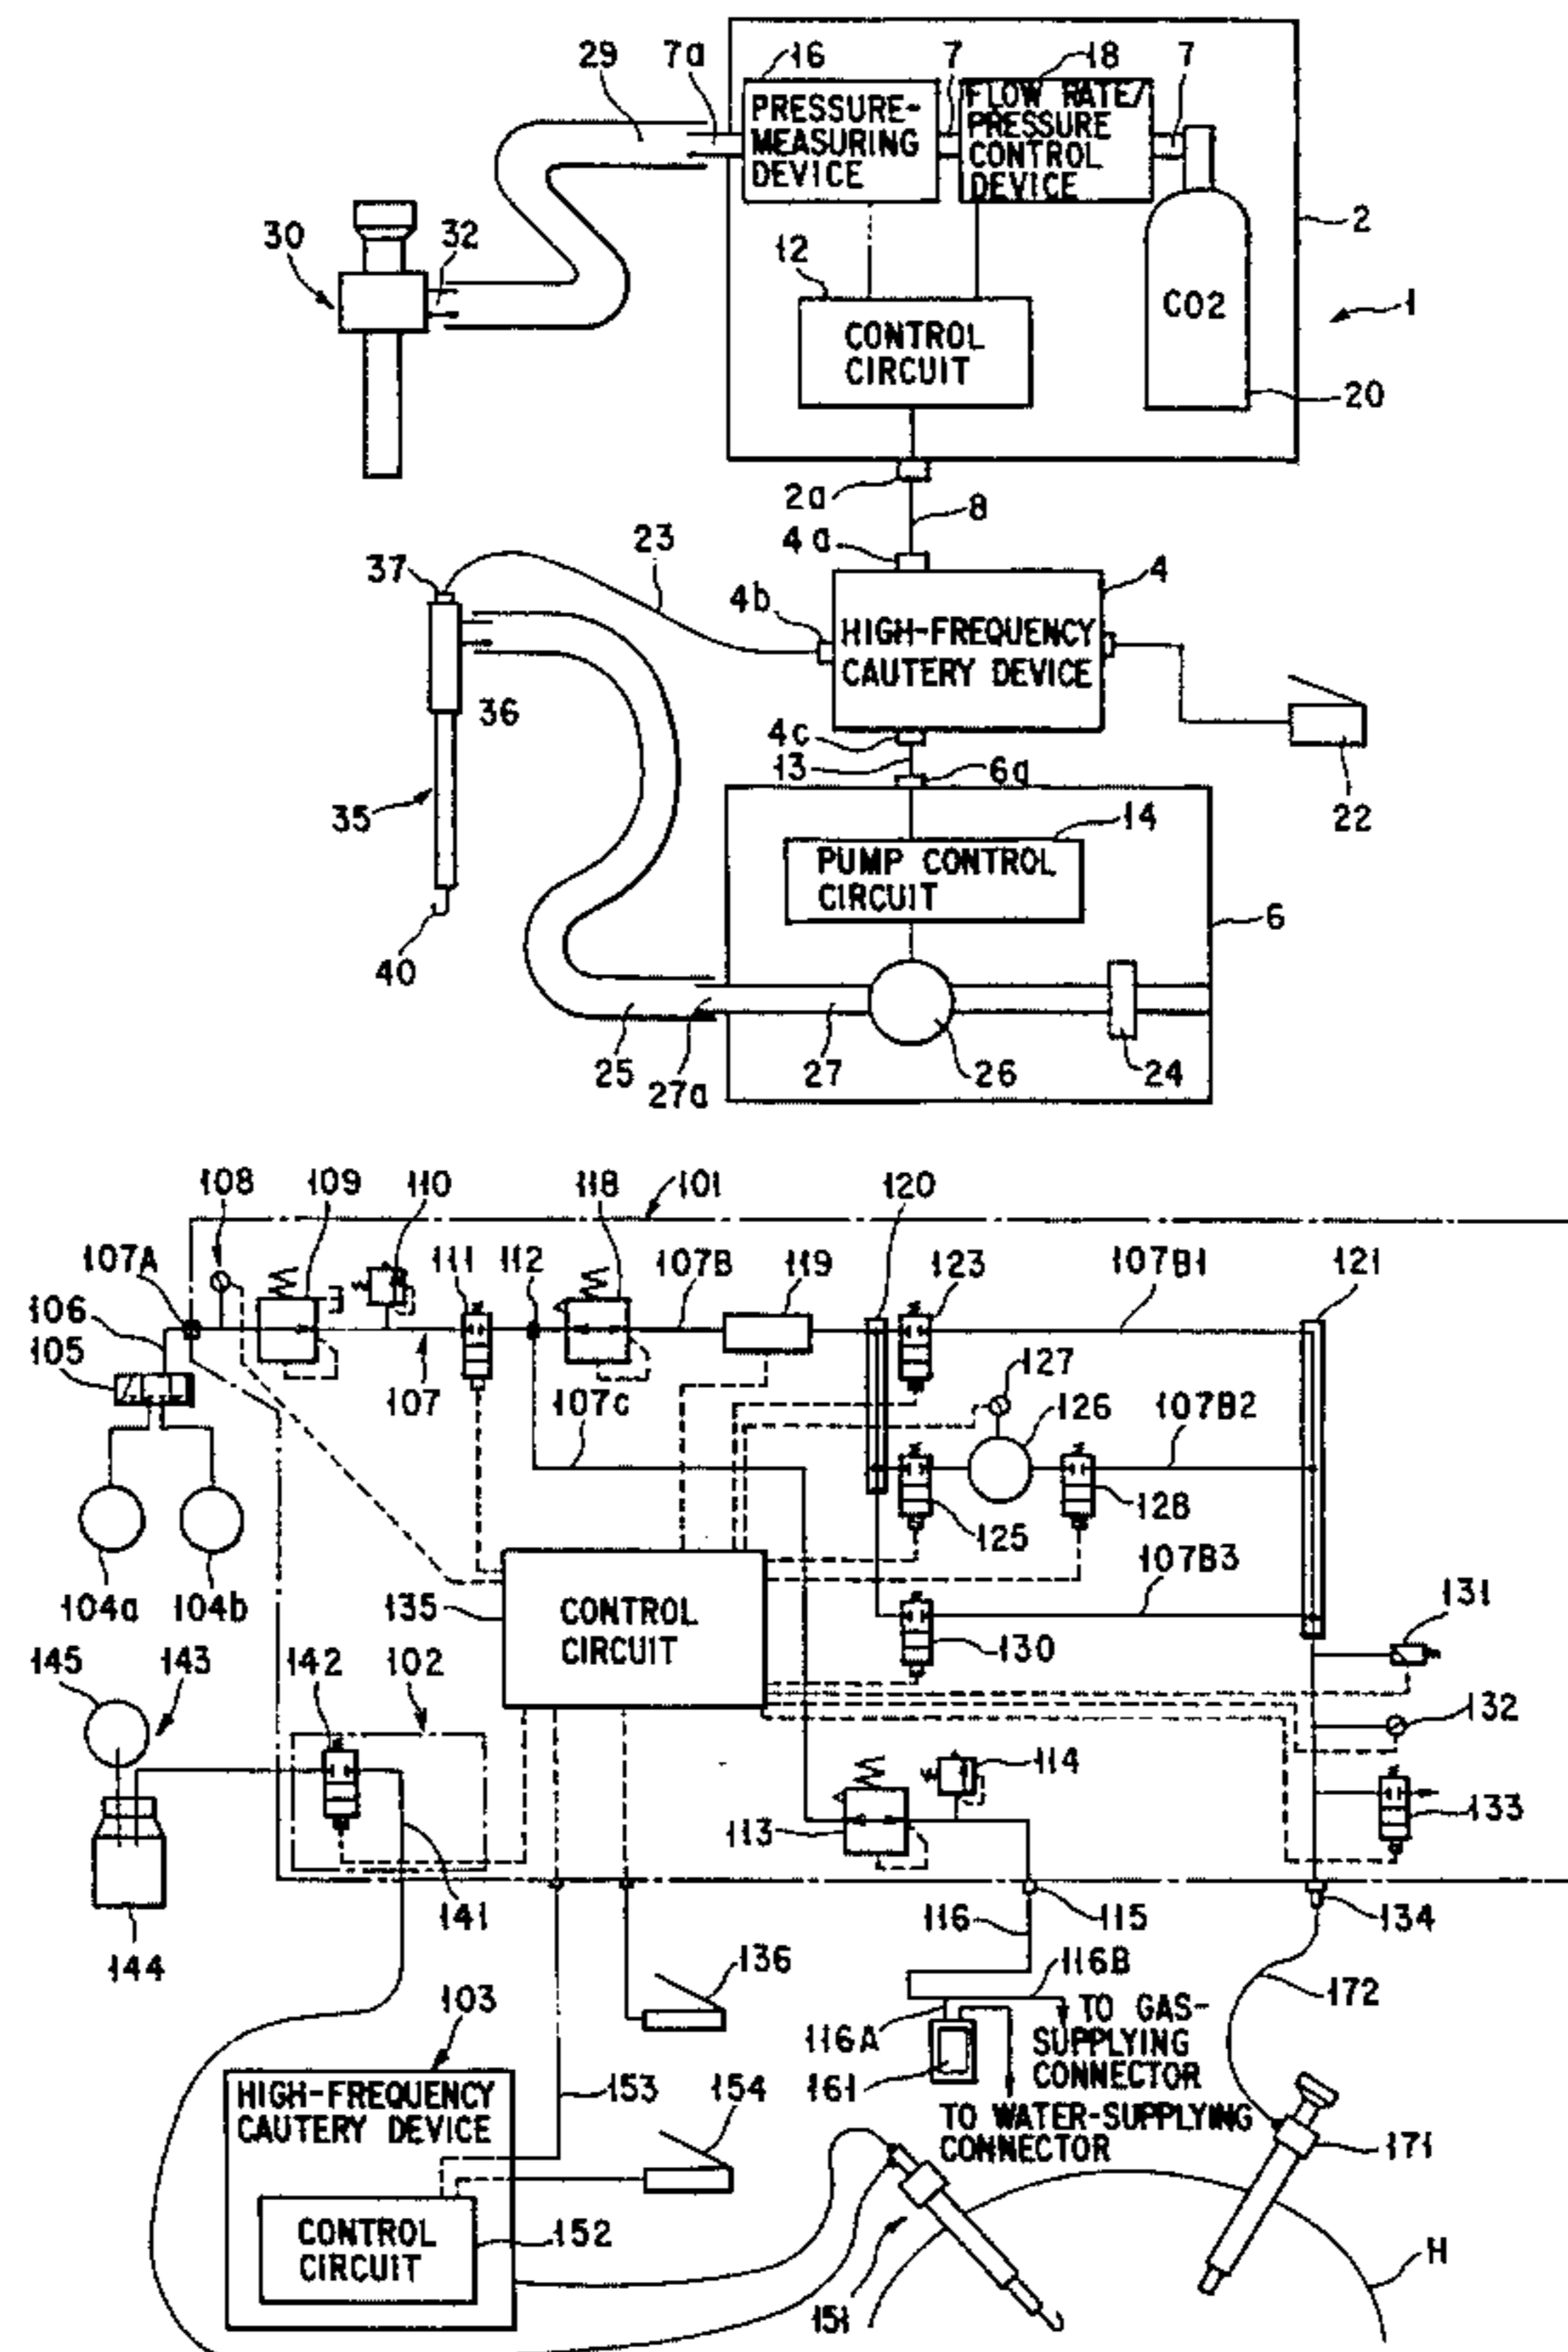 29
7a
16
7
18
7
PRESSURE-
MEASURING
DEVICE
FLOW RATE/
PRESSURE
CONTROL
DEVICE
30
32
2
12
CO2
1
CONTROL
CIRCUIT
20
2a
8
4a
23
37
4b
4
HIGH-FREQUENCY
CAUTERY DEVICE
36
4c
13
6a
22
35
14
PUMP CONTROL
CIRCUIT
6
40
25
27a
27
26
24
108
109
110
118
101
120
107A
111
112
107B
119
123
107B1
121
106
105
127
107
107c
126
107B2
125
128
107B3
104a
104b
135
CONTROL
CIRCUIT
131
130
145
143
142
102
132
114
113
133
141
116
115
134
144
136
116B
172
103
116A
TO GAS-
SUPPLYING
CONNECTOR
161
153
154
HIGH-FREQUENCY
CAUTERY DEVICE
TO WATER-SUPPLYING
CONNECTOR
171
CONTROL
CIRCUIT
152
H
151